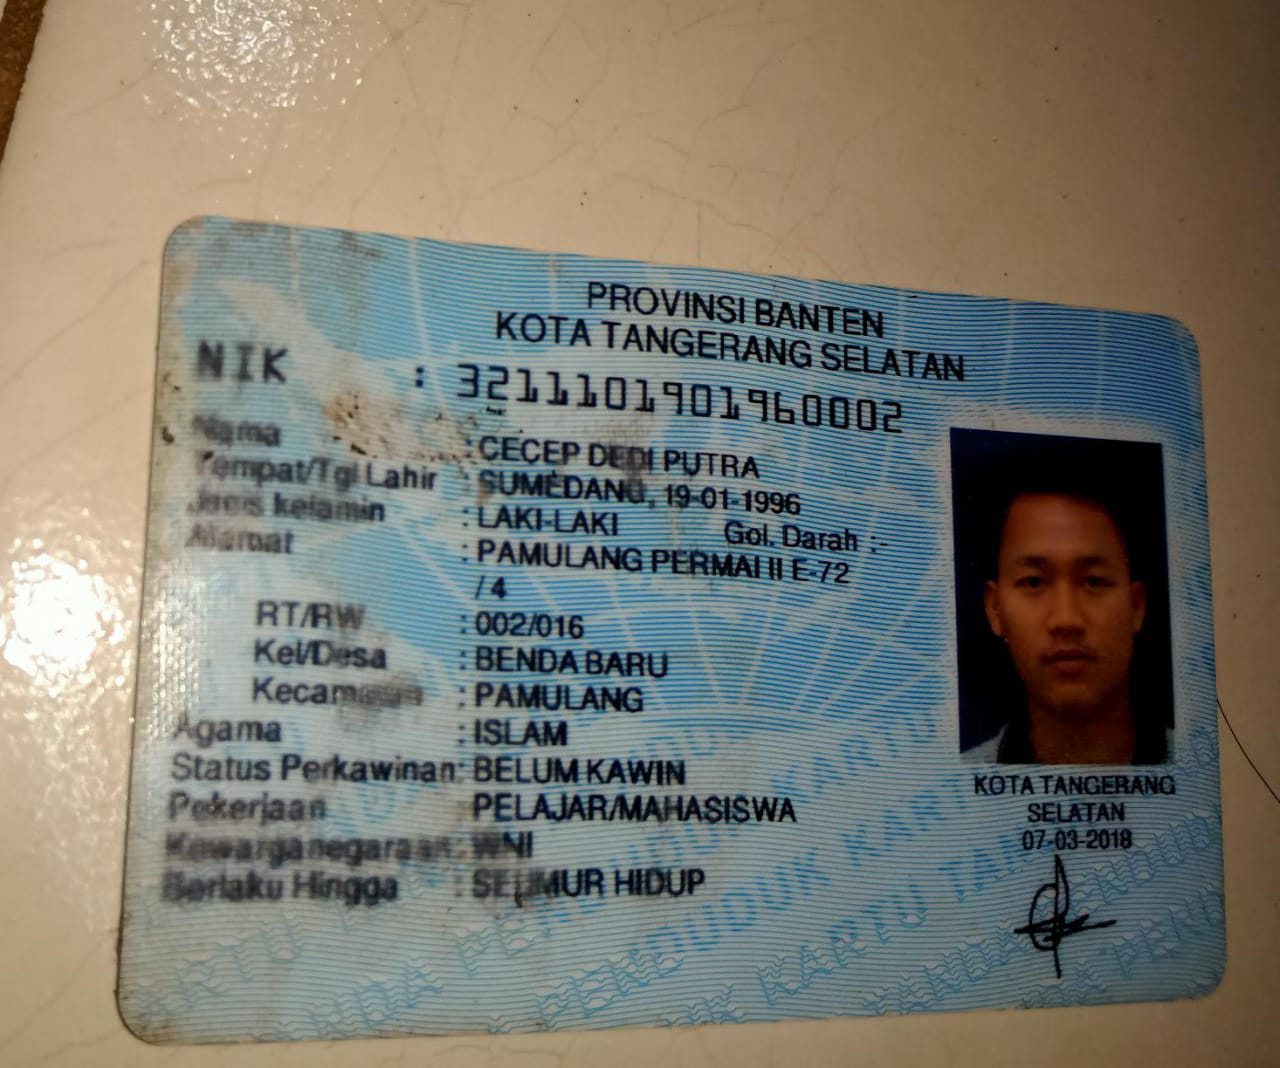 PROVINSI BANTEN
KOTA TANGERANG SELATAN
NIK : 3211101901960002
Nama : CECEP DEDI PUTRA
Tempat/Tgl Lahir : SUMEDANG, 19-01-1996
Jenis kelamin : LAKI-LAKI Gol. Darah :-
Alamat : PAMULANG PERMAI II E-72
/ 4
RT/RW : 002/016
Kel/Desa : BENDA BARU
Kecamatan : PAMULANG
Agama : ISLAM
Status Perkawinan: BELUM KAWIN
Pekerjaan : PELAJAR/MAHASISWA
Kewarganegaraan: WNI
Berlaku Hingga : SEUMUR HIDUP
KOTA TANGERANG
SELATAN
07-03-2018